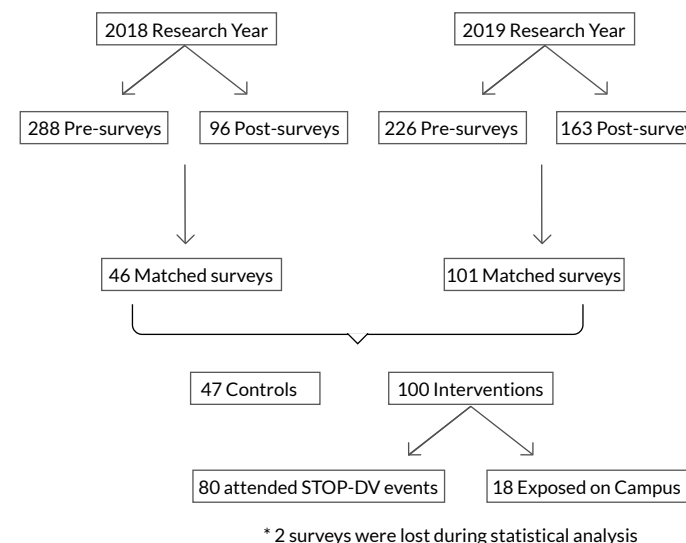 2018 Research Year
2019 Research Year
288 Pre-surveys
96 Post-surveys
226 Pre-surveys
163 Post-survey
46 Matched surveys
101 Matched surveys
47 Controls
100 Interventions
80 attended STOP-DV events
18 Exposed on Campus
* 2 surveys were lost during statistical analysis